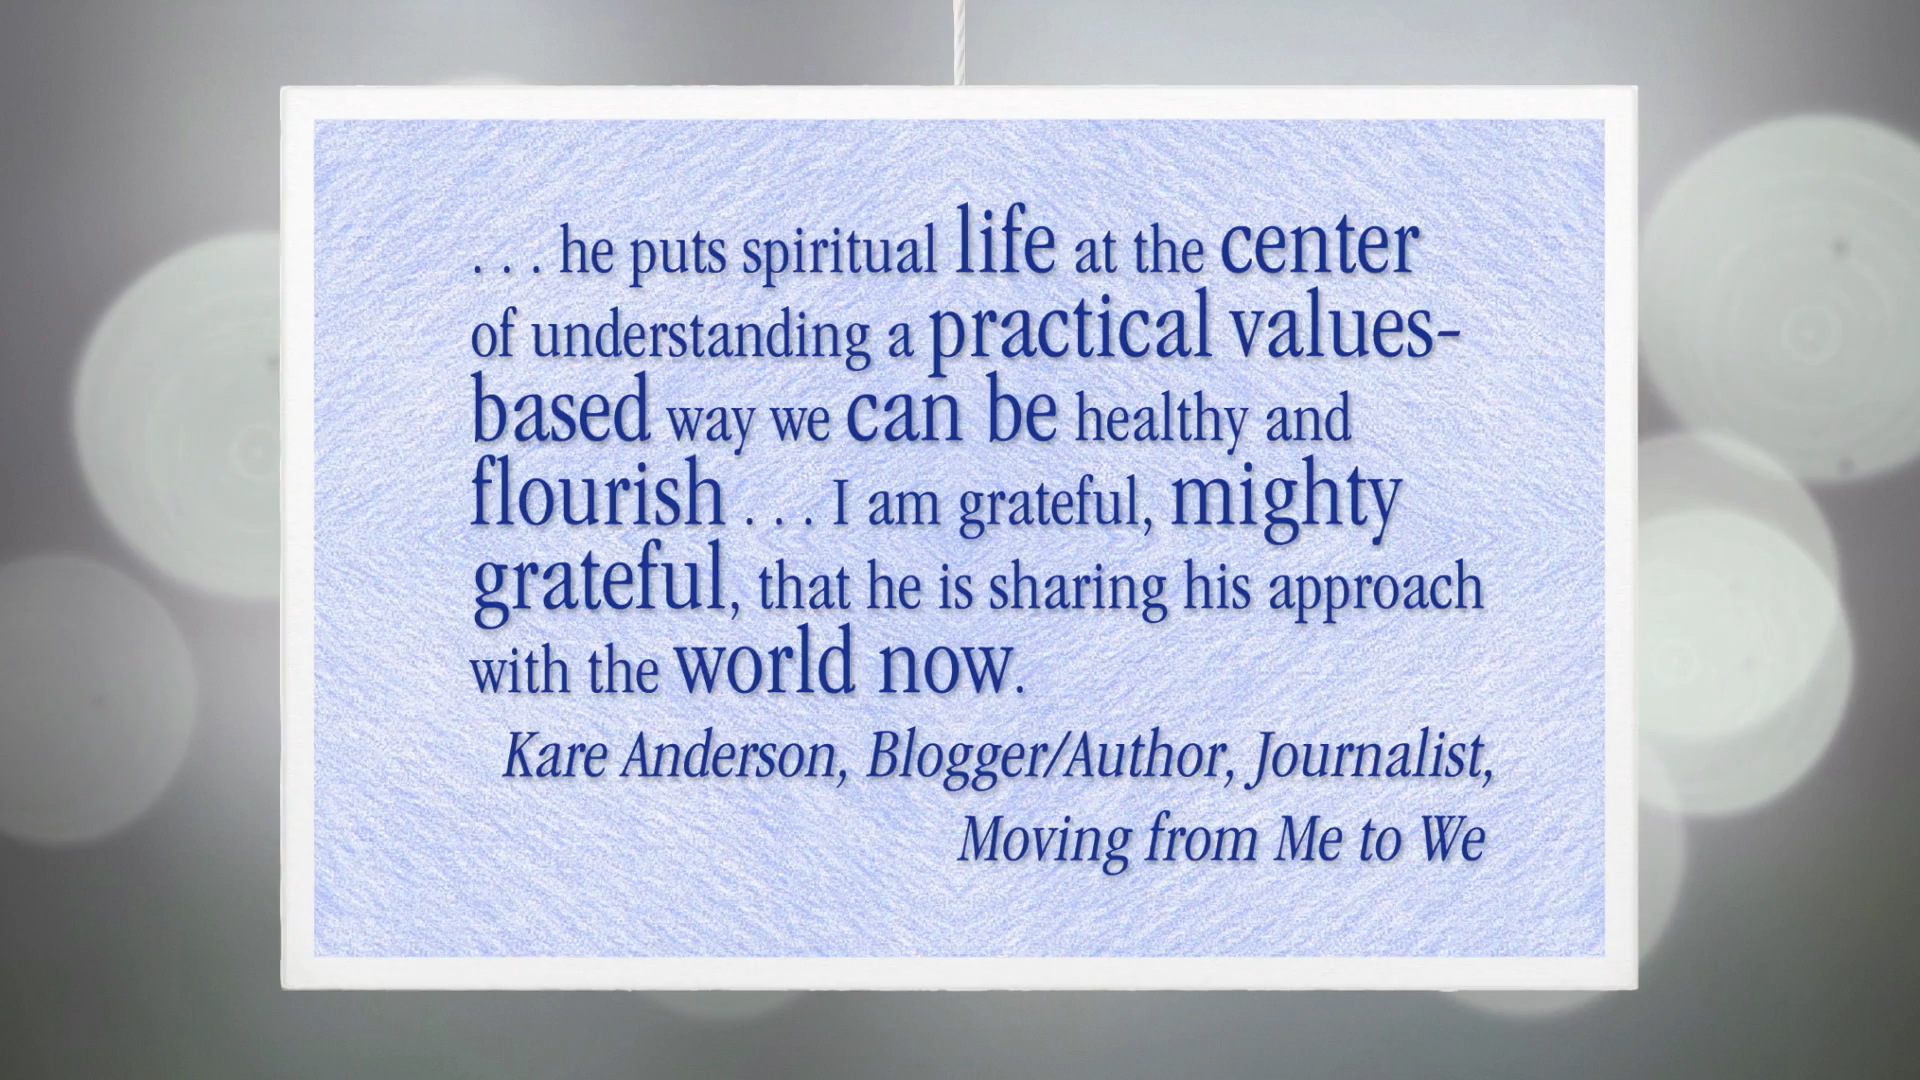 . . . he puts spiritual life at the center
of understanding a practical values-
based way we can be healthy and
flourish . . . I am grateful, mighty
grateful, that he is sharing his approach
with the world now.
Kare Anderson, Blogger/Author, Journalist,
Moving from Me to We